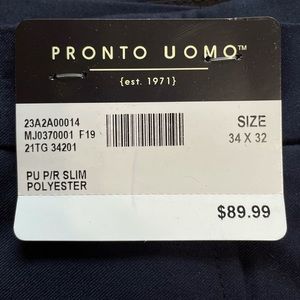 PRONTO UOMO™
{est. 1971}
23A2A00014
MJ0370001 F19
21TG 34201
SIZE
34 X 32
PU P/R SLIM
POLYESTER
$89.99